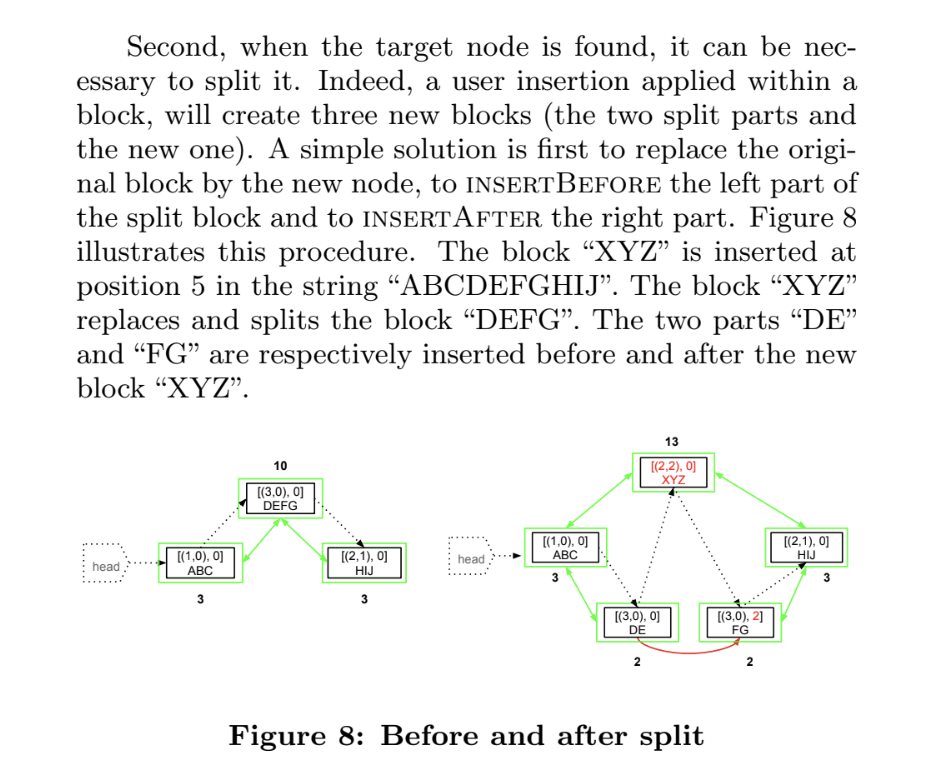 Second, when the target node is found, it can be nec-
essary to split it. Indeed, a user insertion applied within a
block, will create three new blocks (the two split parts and
the new one). A simple solution is first to replace the origi-
nal block by the new node, to INSERTBEFORE the left part of
the split block and to INSERTAFTER the right part. Figure 8
illustrates this procedure. The block “XYZ” is inserted at
position 5 in the string “ABCDEFGHIJ”. The block “XYZ”
replaces and splits the block “DEFG”. The two parts “DE”
and “FG” are respectively inserted before and after the new
block “XYZ”.
10
[(3,0), 0]
DEFG
head
[(1,0), 0]
ABC
3
[(2,1), 0]
HIJ
3
13
[(2,2), 0]
XYZ
head
[(1,0), 0]
ABC
3
[(2,1), 0]
HIJ
3
[(3,0), 0]
DE
2
[(3,0), 2]
FG
2
Figure 8: Before and after split